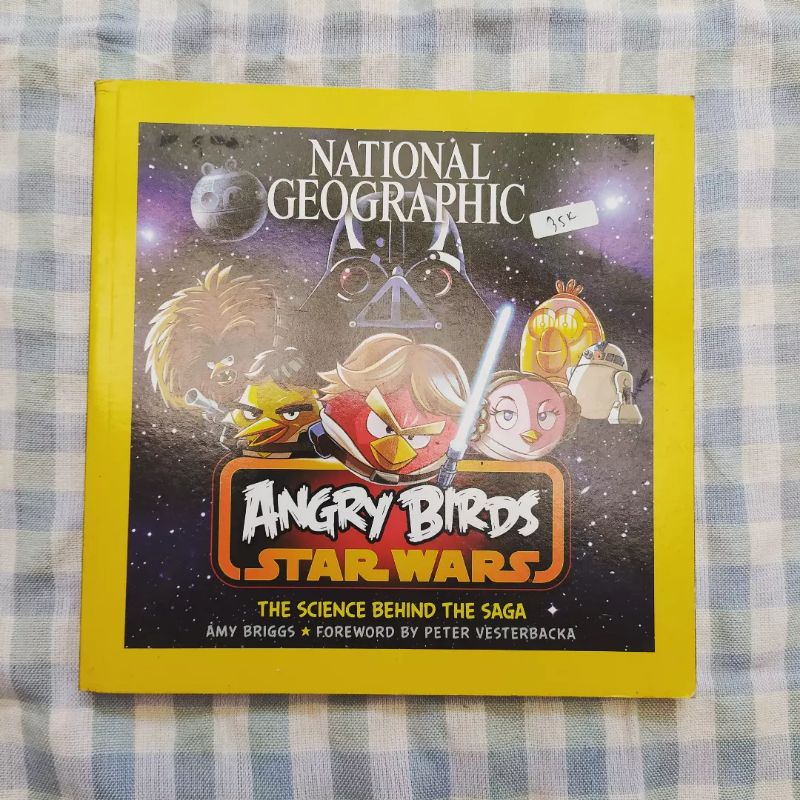 NATIONAL
GEOGRAPHIC
35K
ANGRY BIRDS
STAR WARS
THE SCIENCE BEHIND THE SAGA
AMY BRIGGS ★ FOREWORD BY PETER VESTERBACKA